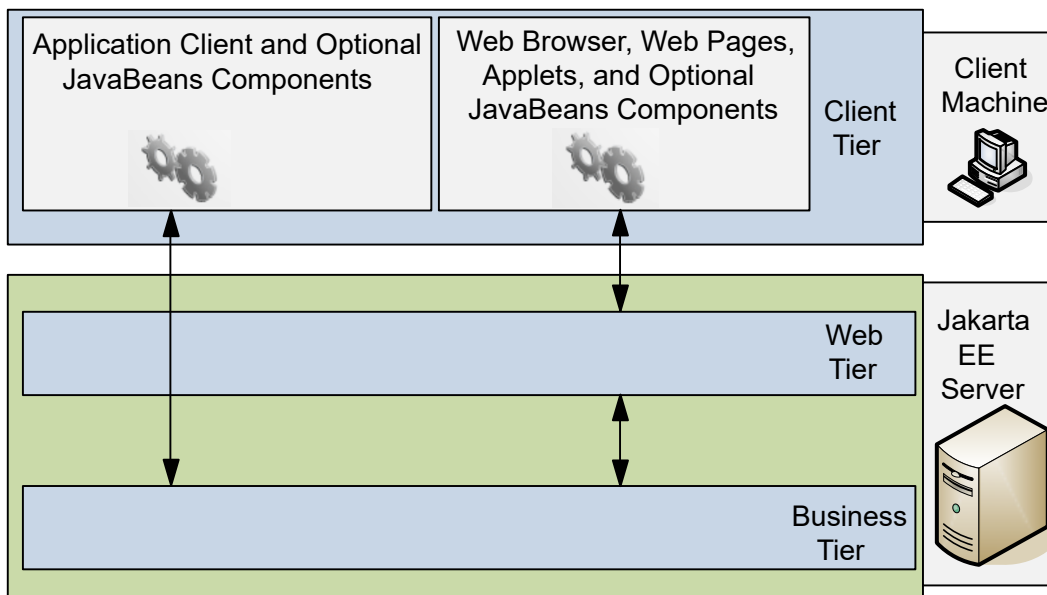 Application Client and Optional
JavaBeans Components
Web Browser, Web Pages,
Applets, and Optional
JavaBeans Components
Client
Tier
Client
Machine
Web
Tier
Jakarta
EE
Server
Business
Tier